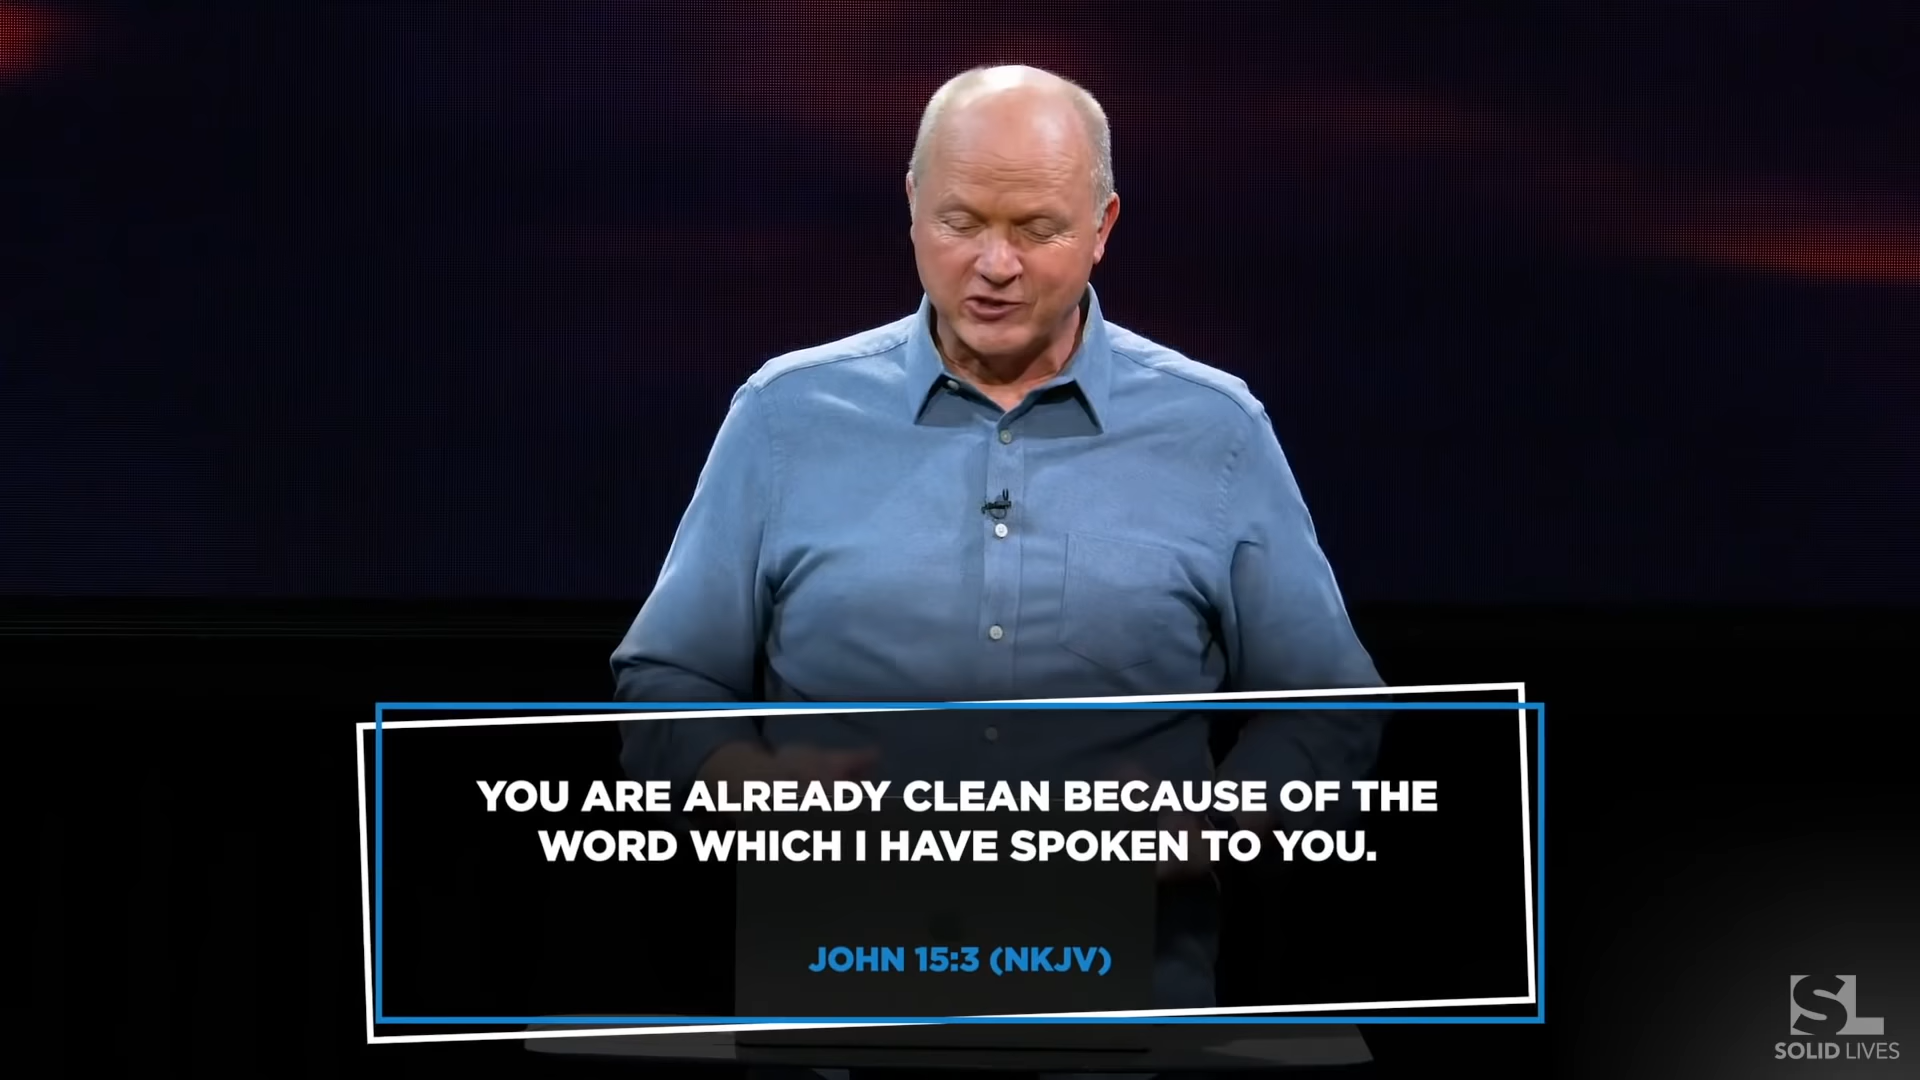 YOU ARE ALREADY CLEAN BECAUSE OF THE
WORD WHICH I HAVE SPOKEN TO YOU.
JOHN 15:3 (NKJV)
SL
SOLID LIVES